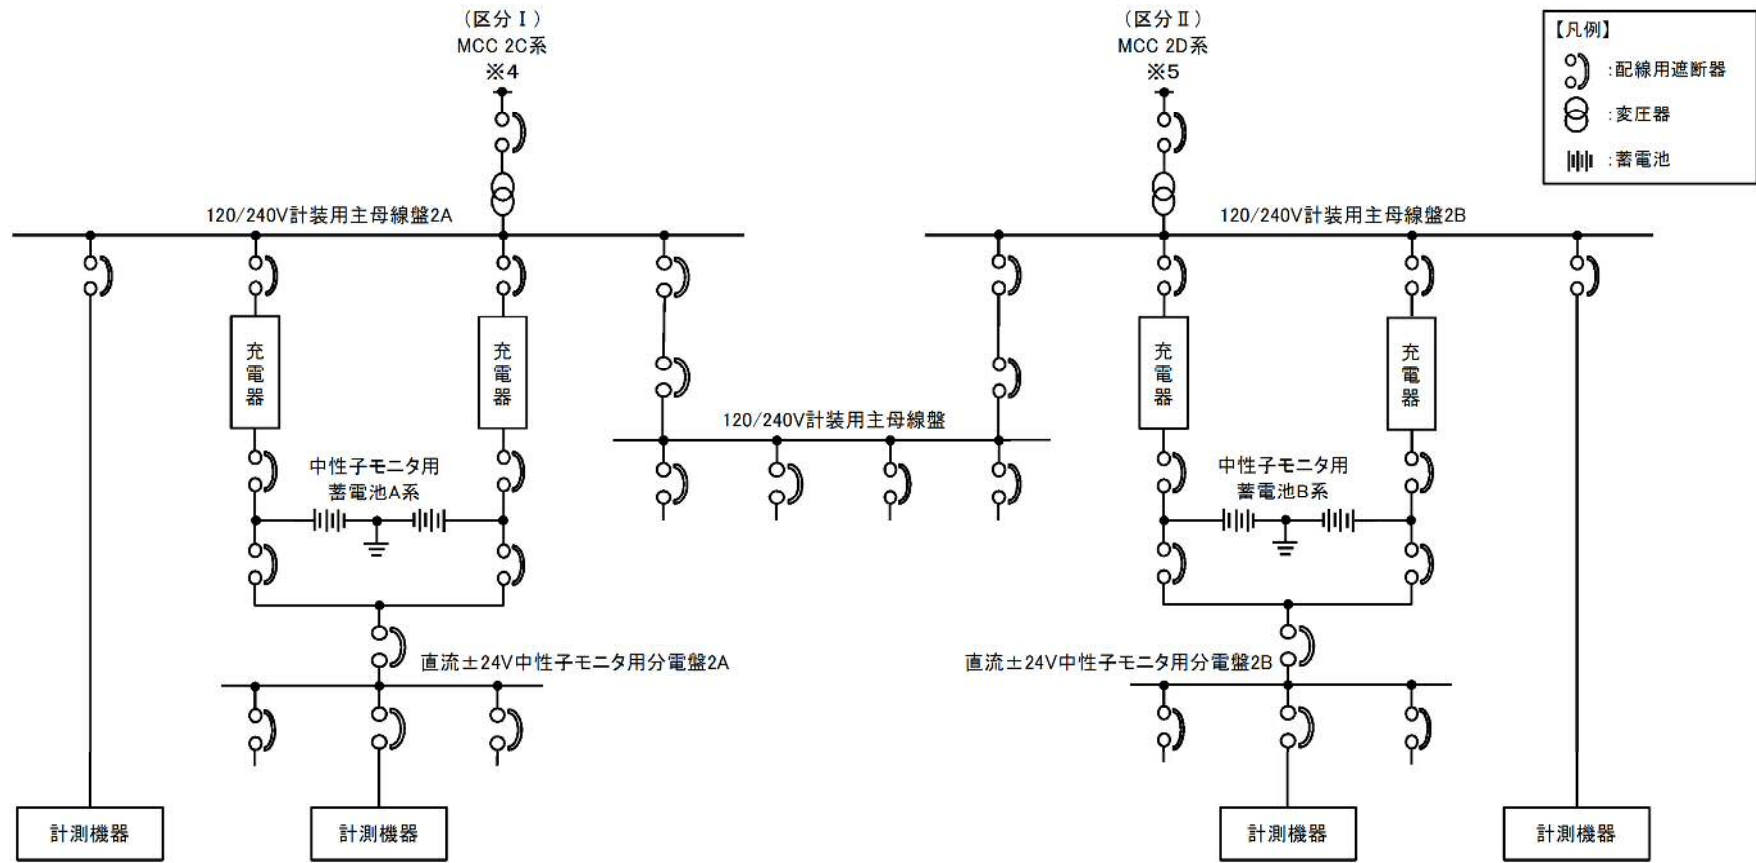 (区分Ⅰ)
MCC 2C系
※4
(区分Ⅱ)
MCC 2D系
※5
【凡例】
:配線用遮断器
:変圧器
:蓄電池
120/240V計装用主母線盤2A
120/240V計装用主母線盤2B
充電器
充電器
充電器
充電器
120/240V計装用主母線盤
中性子モニタ用
蓄電池A系
中性子モニタ用
蓄電池B系
直流±24V中性子モニタ用分電盤2A
直流±24V中性子モニタ用分電盤2B
計測機器
計測機器
計測機器
計測機器